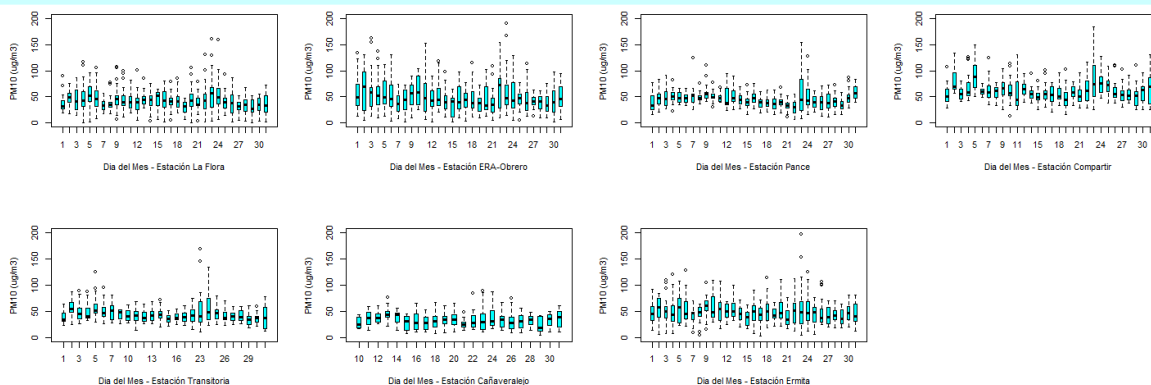 PM10 (ug/m3)
200
150
100
50
0
1 3 5 7 9 12 15 18 21 24 27 30
Dia del Mes - Estación La Flora
PM10 (ug/m3)
200
150
100
50
0
1 3 5 7 9 12 15 18 21 24 27 30
Dia del Mes - Estación ERA-Obrero
PM10 (ug/m3)
200
150
100
50
0
1 3 5 7 9 12 15 18 21 24 27 30
Dia del Mes - Estación Pance
PM10 (ug/m3)
200
150
100
50
0
1 3 5 7 9 12 15 18 21 24 27 30
Dia del Mes - Estación Compartir
PM10 (ug/m3)
200
150
100
50
0
1 3 5 7 10 13 16 23 26 29
Dia del Mes - Estación Transitoria
PM10 (ug/m3)
200
150
100
50
0
10 12 14 16 18 20 22 24 26 28 30
Dia del Mes - Estación Cañaveralejo
PM10 (ug/m3)
200
150
100
50
0
1 3 5 7 9 12 15 18 21 24 27 30
Dia del Mes - Estación Ermita